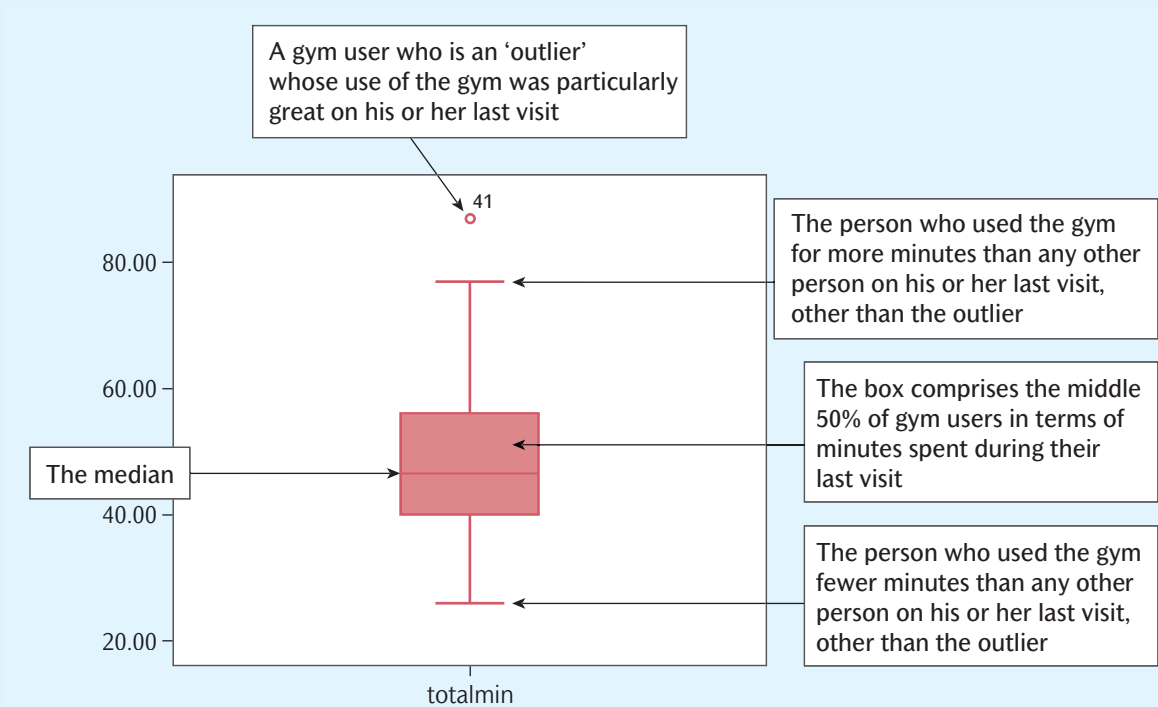 A gym user who is an ‘outlier’
whose use of the gym was particularly
great on his or her last visit
41
The person who used the gym
for more minutes than any other
person on his or her last visit,
other than the outlier
80.00
60.00
The box comprises the middle
50% of gym users in terms of
minutes spent during their
last visit
The median
40.00
The person who used the gym
fewer minutes than any other
person on his or her last visit,
other than the outlier
20.00
totalmin